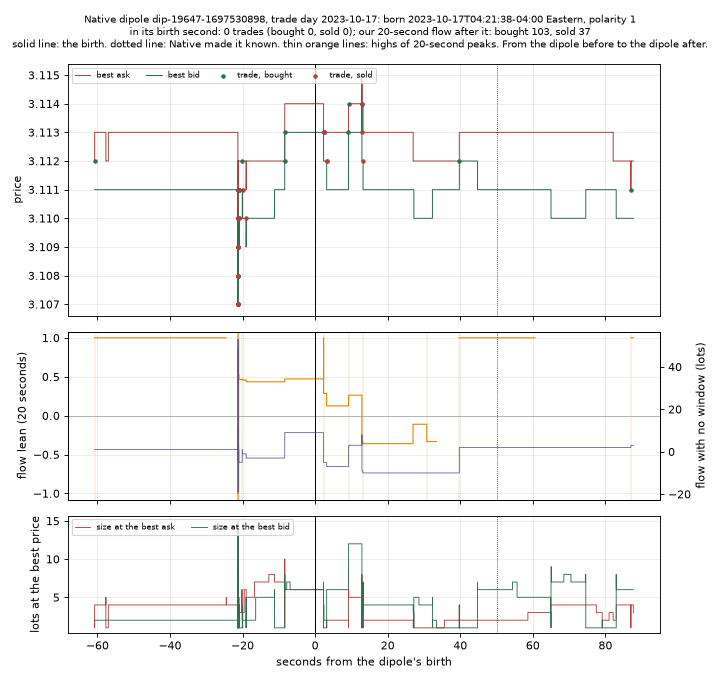 Native dipole dip-19647-1697530898, trade day 2023-10-17: born 2023-10-17T04:21:38-04:00 Eastern, polarity 1
in its birth second: 0 trades (bought 0, sold 0); our 20-second flow after it: bought 103, sold 37
solid line: the birth. dotted line: Native made it known. thin orange lines: highs of 20-second peaks. From the dipole before to the dipole after.
best ask
best bid
trade, bought
trade, sold
3.115
3.114
3.113
3.112
3.111
3.110
3.109
3.108
3.107
price
1.0
0.5
0.0
−0.5
−1.0
flow lean (20 seconds)
40
20
0
−20
flow with no window (lots)
size at the best ask
size at the best bid
15
10
5
lots at the best price
−60
−40
−20
0
20
40
60
80
seconds from the dipole's birth